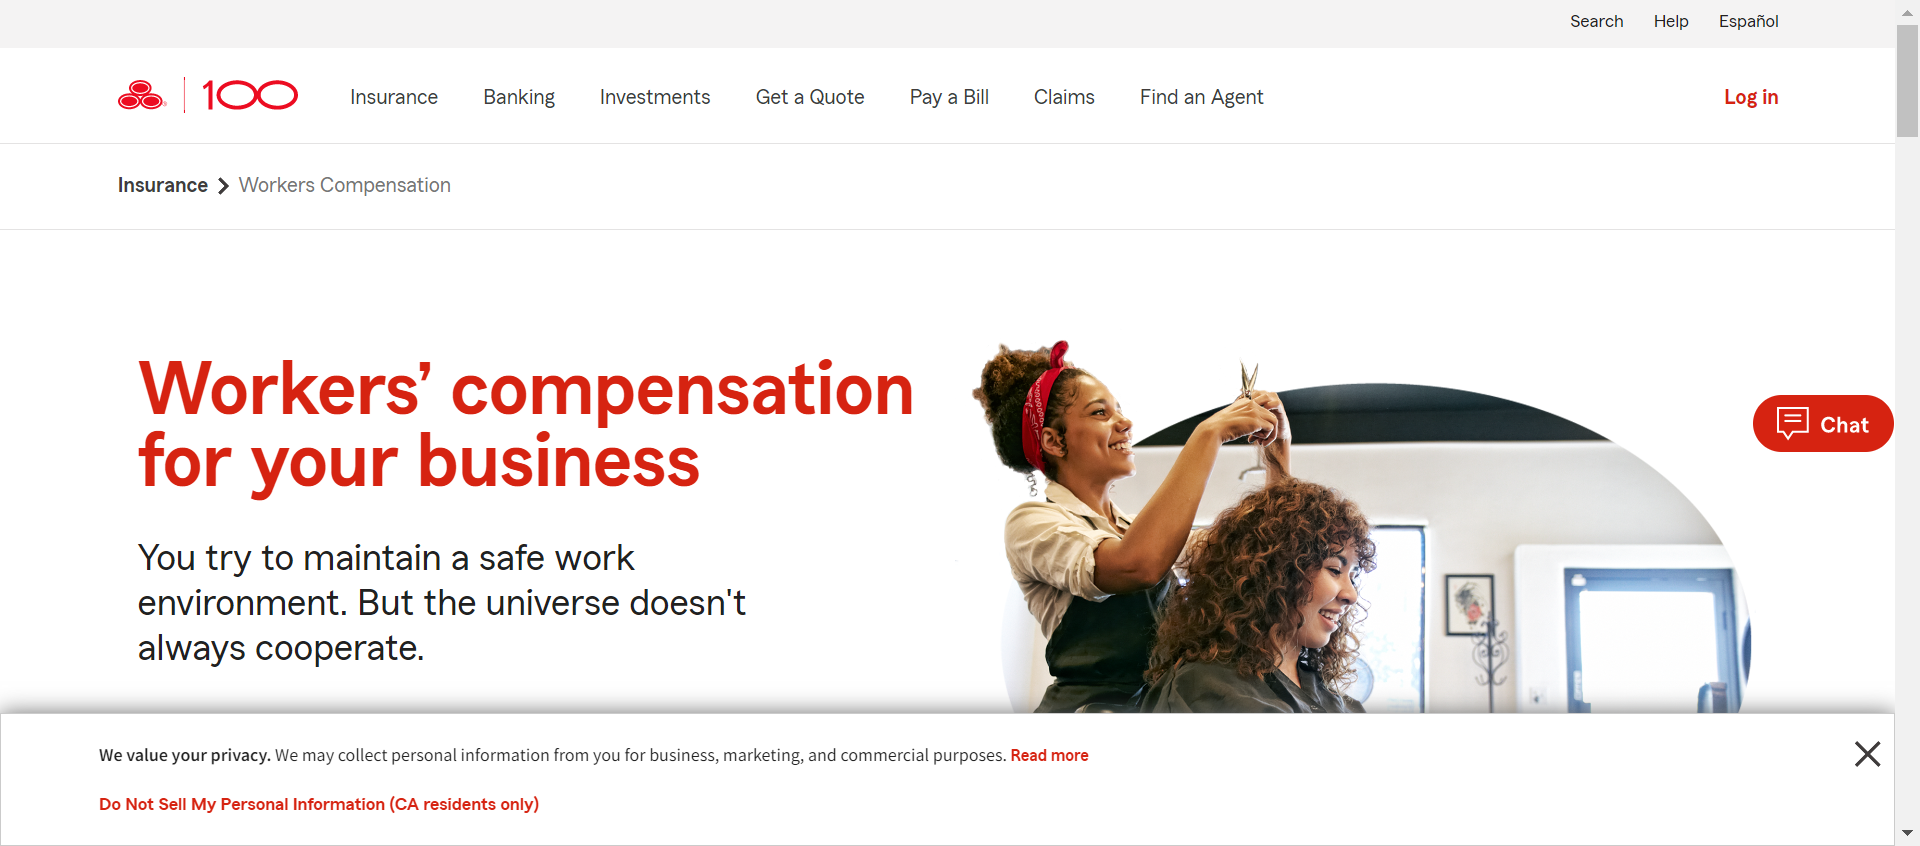 Search Help Español
100 Insurance Banking Investments Get a Quote Pay a Bill Claims Find an Agent Log in
Insurance Workers Compensation
Workers’ compensation
for your business
Chat
You try to maintain a safe work
environment. But the universe doesn't
always cooperate.
We value your privacy. We may collect personal information from you for business, marketing, and commercial purposes. Read more
Do Not Sell My Personal Information (CA residents only)